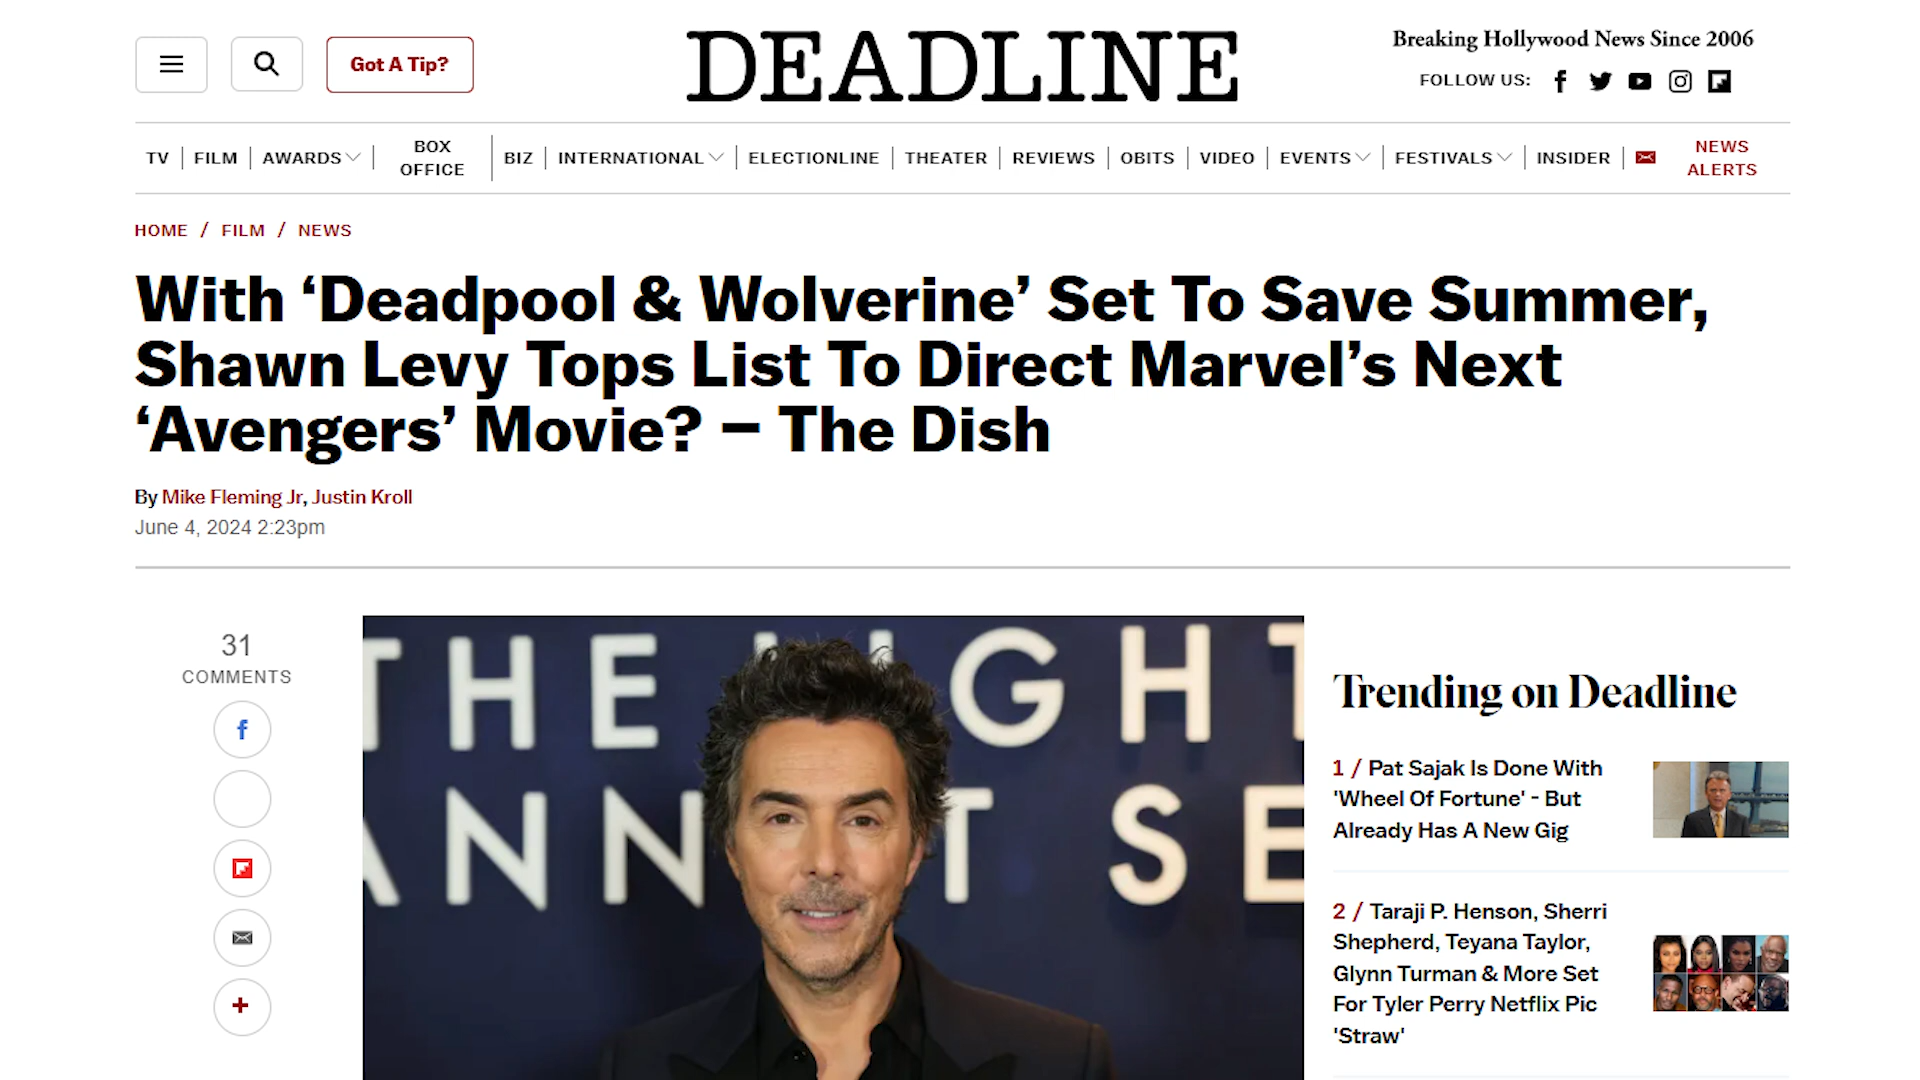 Got A Tip?
DEADLINE
Breaking Hollywood News Since 2006
FOLLOW US:
TV
FILM
AWARDS
BOX
OFFICE
BIZ
INTERNATIONAL
ELECTIONLINE
THEATER
REVIEWS
OBITS
VIDEO
EVENTS
FESTIVALS
INSIDER
NEWS
ALERTS
HOME / FILM / NEWS
With ‘Deadpool & Wolverine’ Set To Save Summer,
Shawn Levy Tops List To Direct Marvel’s Next
‘Avengers’ Movie? – The Dish
By Mike Fleming Jr, Justin Kroll
June 4, 2024 2:23pm
31
COMMENTS
THE LIGHT
ANN T SE
Trending on Deadline
1 / Pat Sajak Is Done With
'Wheel Of Fortune' - But
Already Has A New Gig
2 / Taraji P. Henson, Sherri
Shepherd, Teyana Taylor,
Glynn Turman & More Set
For Tyler Perry Netflix Pic
'Straw'